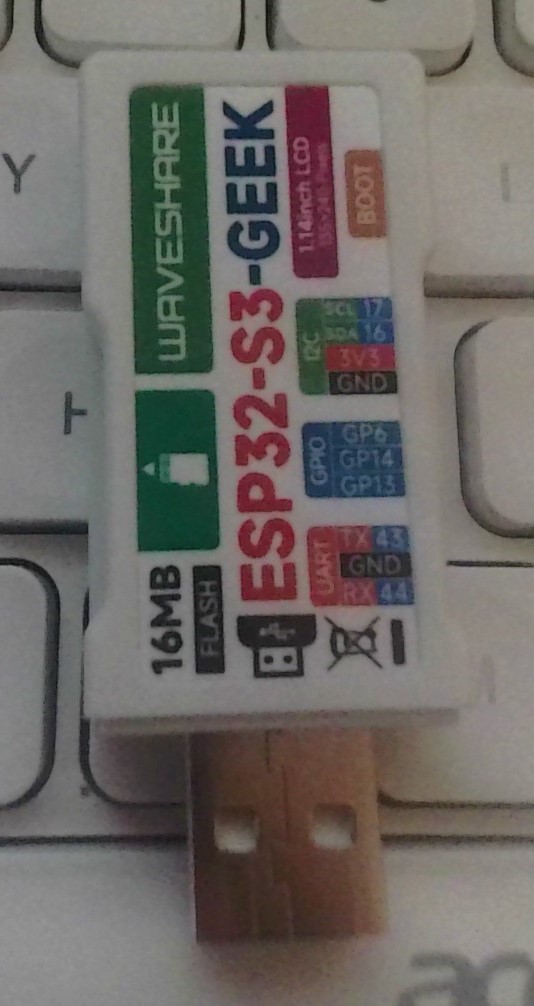 WAVESHARE
16MB
FLASH
ESP32-S3-GEEK
1.14inch LCD
BOOT
I2C
SCL 17
SDA 16
3V3
GND
GPIO
GP6
GP14
GP13
UART
TX 43
GND
RX 44
Y
T